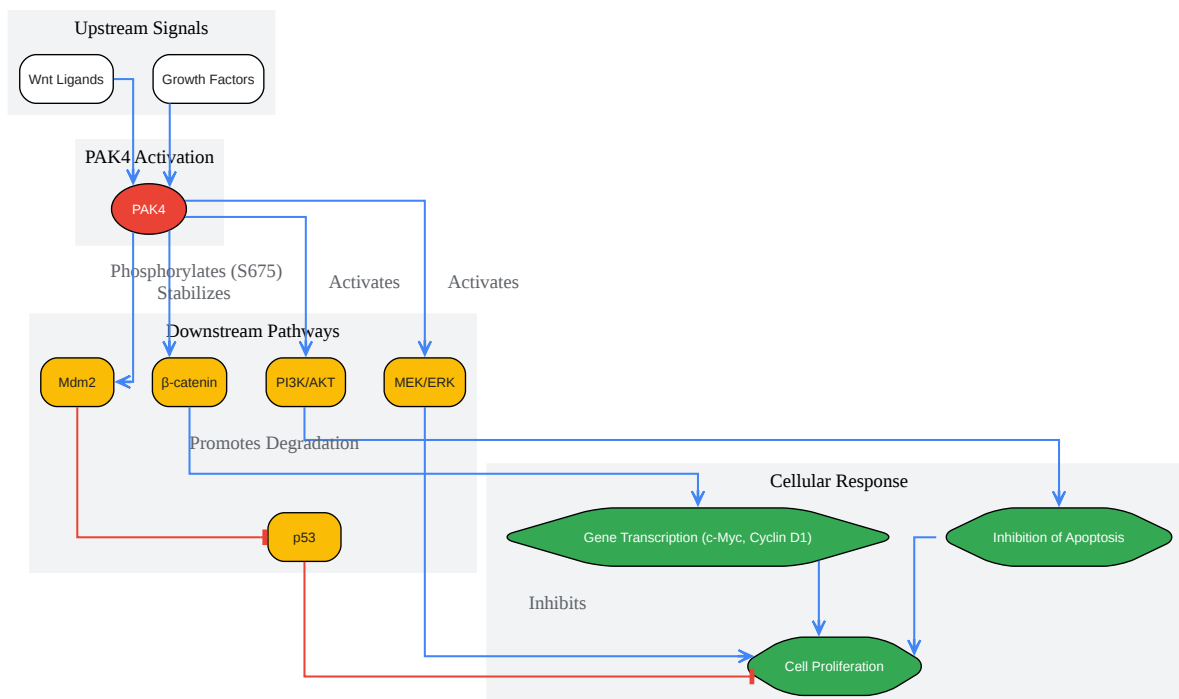 Upstream Signals
Wnt Ligands
Growth Factors
PAK4 Activation
PAK4
Phosphorylates (S675)
Stabilizes
Activates
Activates
Downstream Pathways
Mdm2
β-catenin
PI3K/AKT
MEK/ERK
Promotes Degradation
Cellular Response
p53
Gene Transcription (c-Myc, Cyclin D1)
Inhibition of Apoptosis
Inhibits
Cell Proliferation